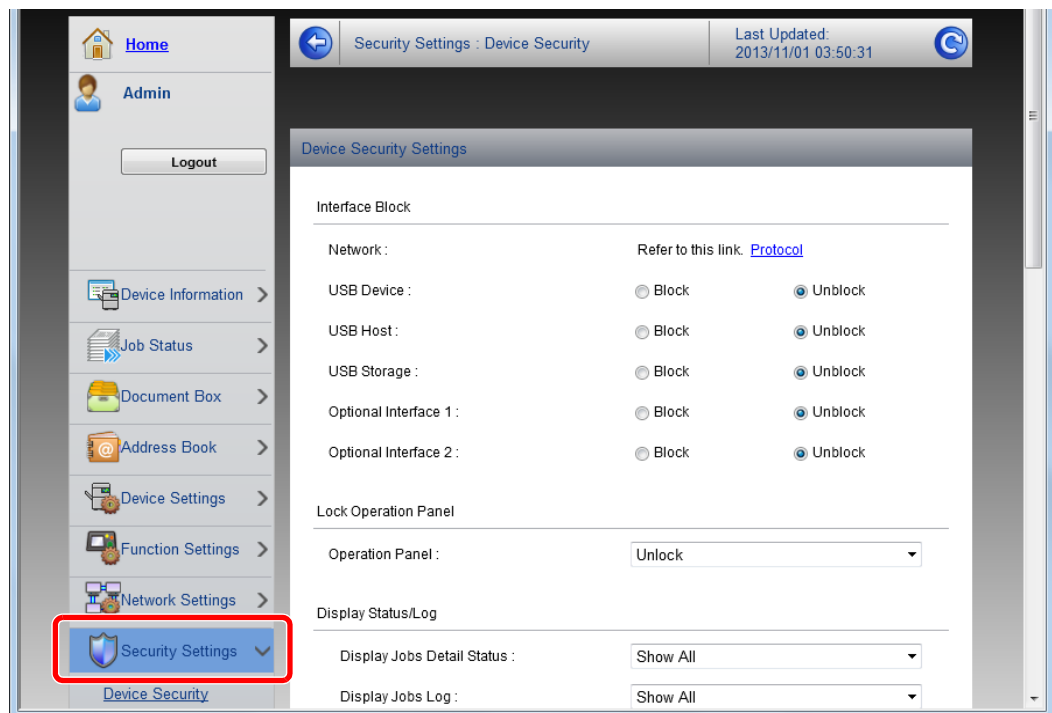 Home
Admin
Logout
Device Information
Job Status
Document Box
Address Book
Device Settings
Function Settings
Network Settings
Security Settings
Device Security
Security Settings : Device Security
Last Updated:
2013/11/01 03:50:31
Device Security Settings
Interface Block
Network : Refer to this link. Protocol
USB Device : Block Unblock
USB Host : Block Unblock
USB Storage : Block Unblock
Optional Interface 1 : Block Unblock
Optional Interface 2 : Block Unblock
Lock Operation Panel
Operation Panel : Unlock
Display Status/Log
Display Jobs Detail Status : Show All
Display Jobs Log : Show All